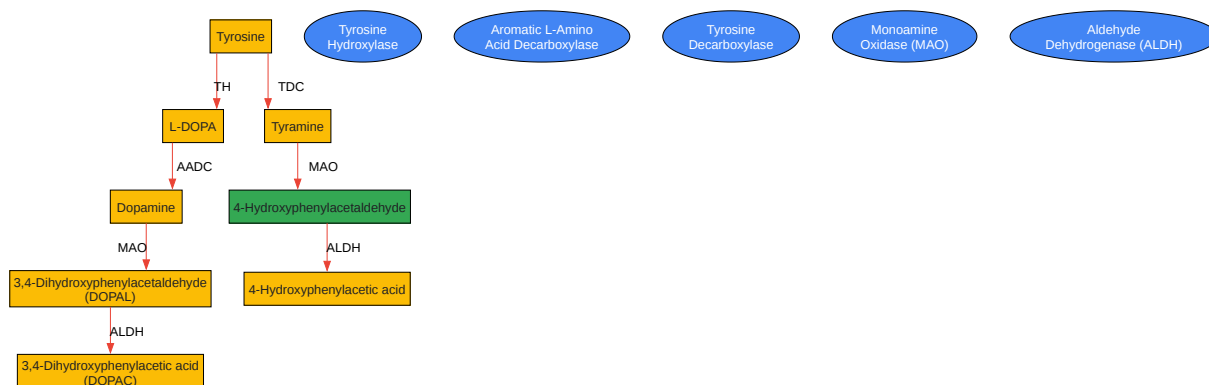 Tyrosine
Tyrosine
Hydroxylase
Aromatic L-Amino
Acid Decarboxylase
Tyrosine
Decarboxylase
Monoamine
Oxidase (MAO)
Aldehyde
Dehydrogenase (ALDH)
TH
TDC
L-DOPA
Tyramine
AADC
MAO
Dopamine
4-Hydroxyphenylacetaldehyde
MAO
ALDH
3,4-Dihydroxyphenylacetaldehyde
(DOPAL)
4-Hydroxyphenylacetic acid
ALDH
3,4-Dihydroxyphenylacetic acid
(DOPAC)